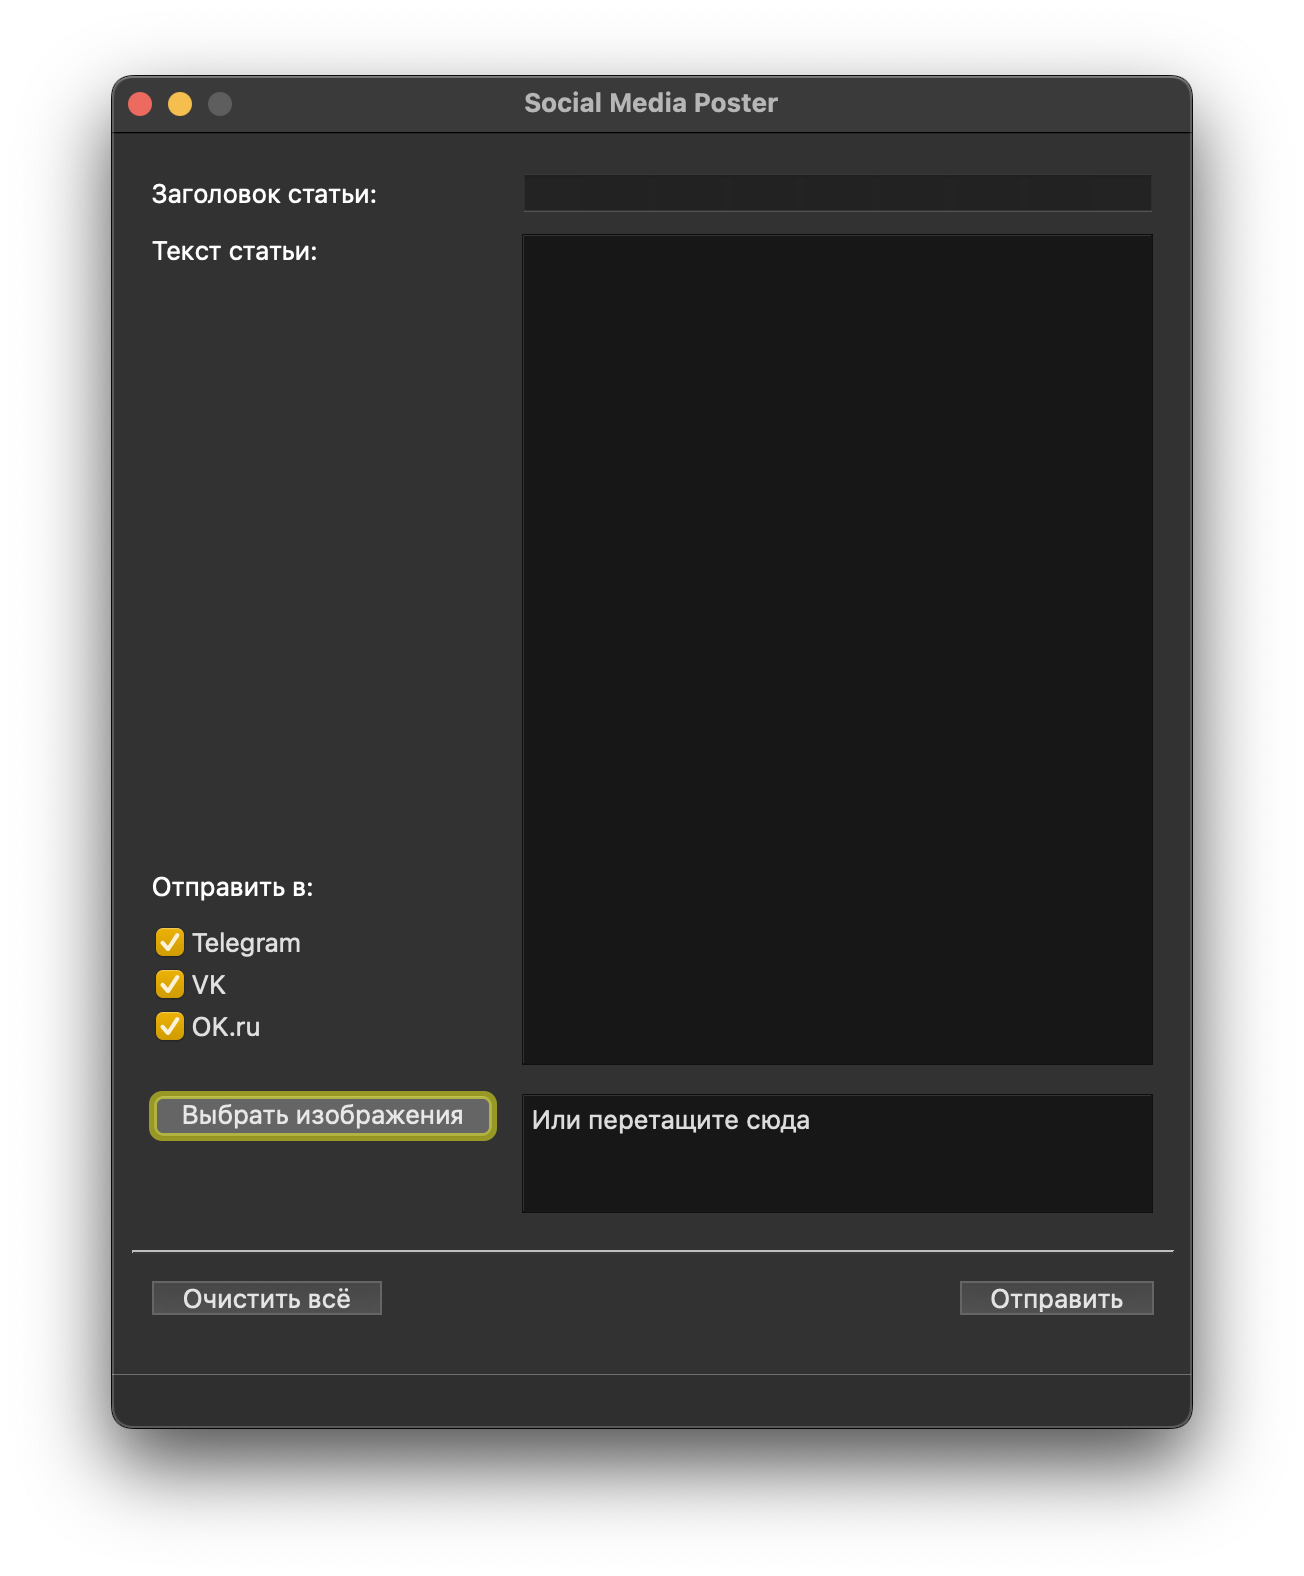 Social Media Poster
Заголовок статьи:
Текст статьи:
Отправить в:
Telegram
VK
OK.ru
Выбрать изображения
Или перетащите сюда
Очистить всё
Отправить